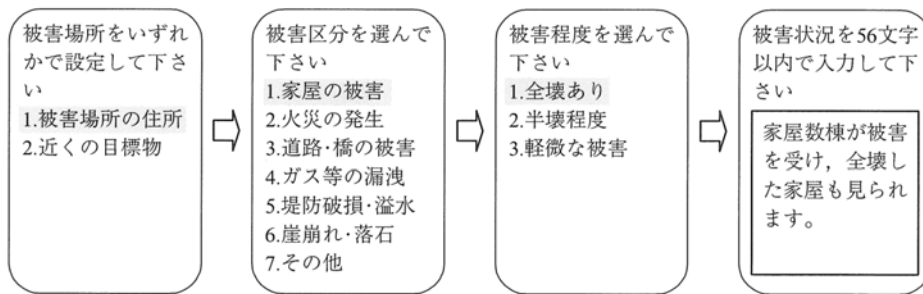 被害場所をいずれ
かで設定して下さ
い
1.被害場所の住所
2.近くの目標物
被害区分を選んで
下さい
1.家屋の被害
2.火災の発生
3.道路・橋の被害
4.ガス等の漏洩
5.堤防破損・溢水
6.崖崩れ・落石
7.その他
被害程度を選んで
下さい
1.全壊あり
2.半壊程度
3.軽微な被害
被害状況を56文字
以内で入力して下
さい
家屋数棟が被害
を受け，全壊し
た家屋も見られ
ます。